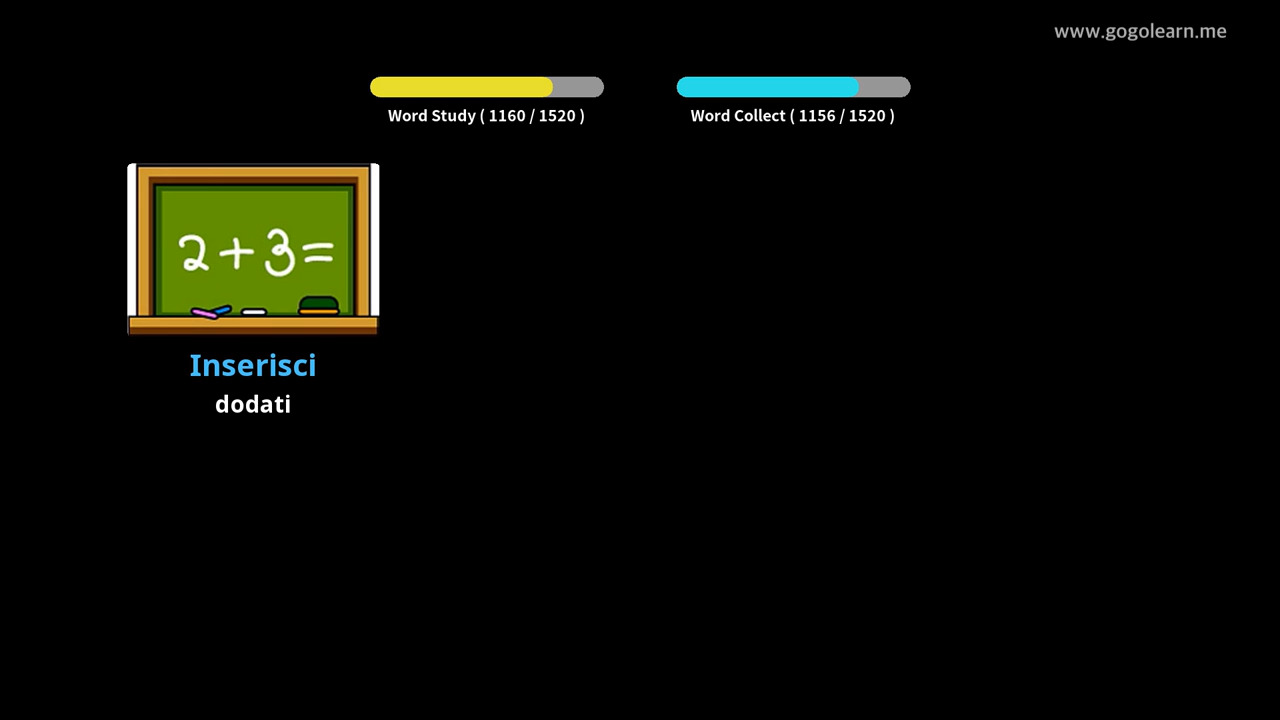 www.gogolearn.me
Word Study ( 1160 / 1520 )
Word Collect ( 1156 / 1520 )
2+3=
Inserisci
dodati